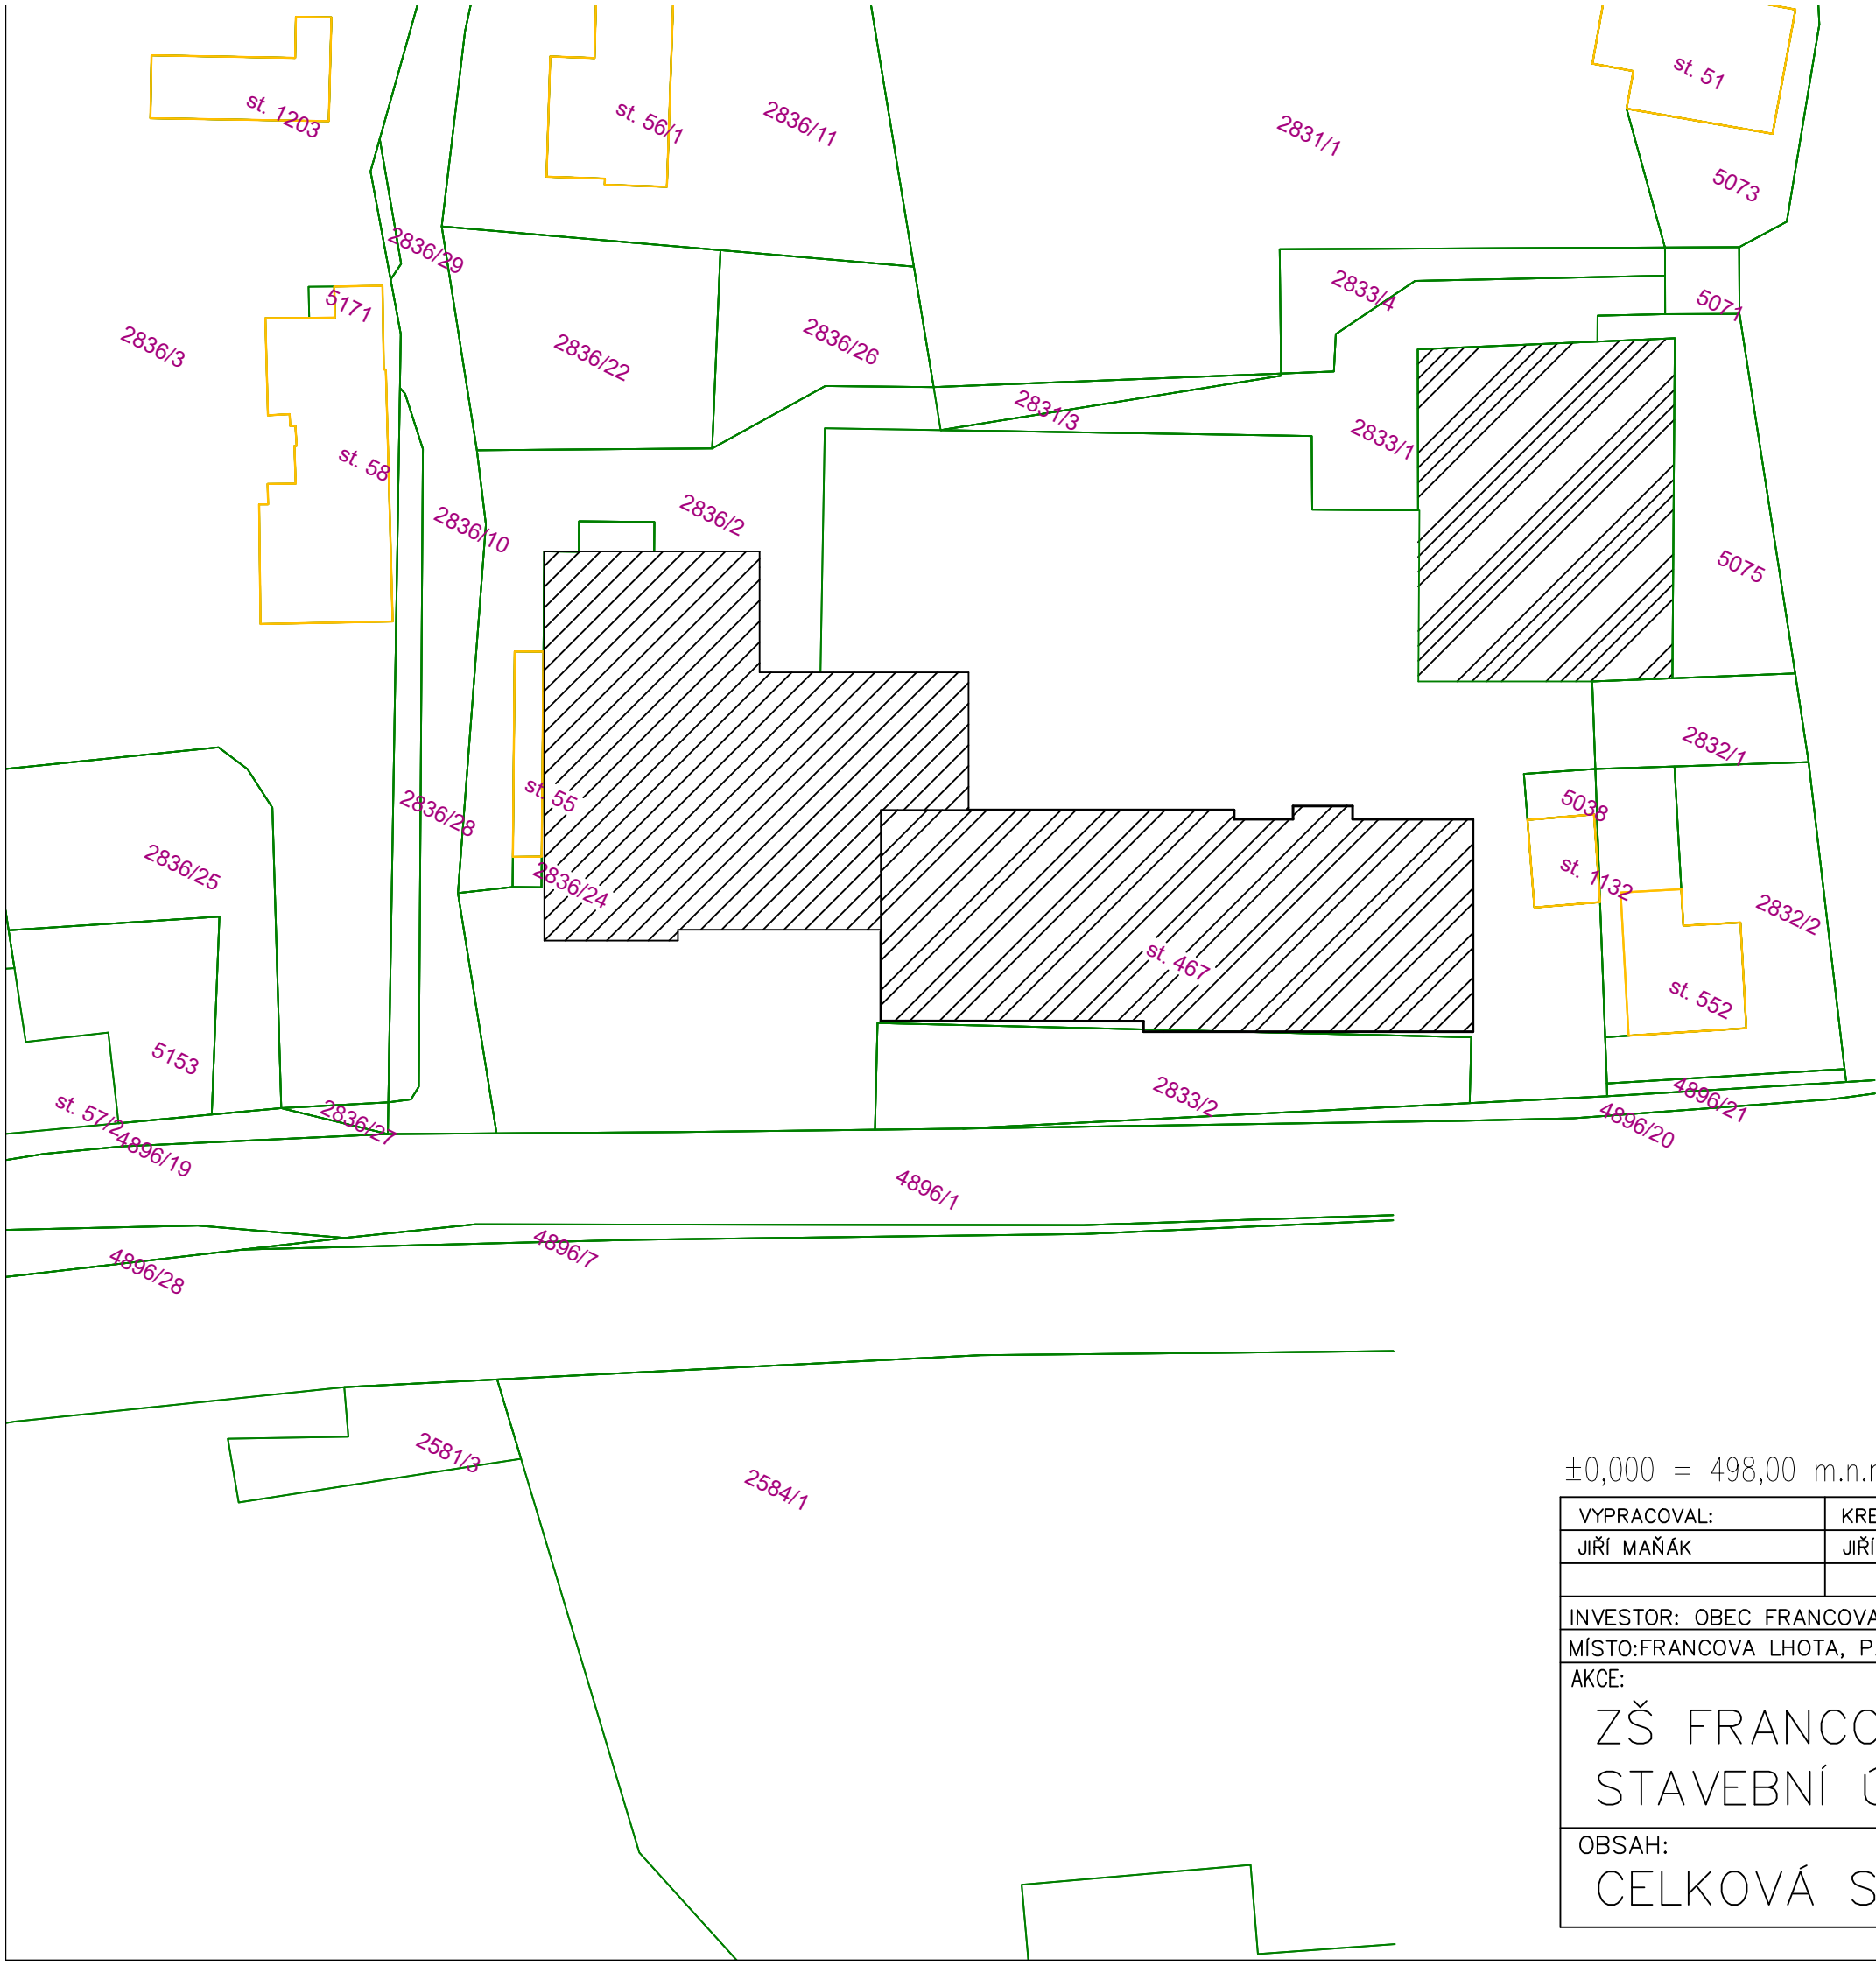 st. 51
st. 1203
st. 56/1
2836/11
2831/1
5073
2836/29
5171
2833/4
5071
2836/3
2836/22
2836/26
2831/3
2833/1
st. 58
2836/10
2836/2
5075
2832/1
st. 55
2836/28
5038
2836/25
2836/24
st. 1132
2832/2
st. 467
st. 552
5153
st. 57/2
2836/27
2833/2
4896/21
4896/20
4896/19
4896/1
4896/7
4896/28
2581/3
2584/1
±0,000 = 498,00 m.n.
VYPRACOVAL: KRE
JIŘÍ MAŇÁK JIŘÍ
INVESTOR: OBEC FRANCOVA
MÍSTO:FRANCOVA LHOTA, P.
AKCE:
ZŠ FRANCO
STAVEBNÍ Ú
OBSAH:
CELKOVÁ S